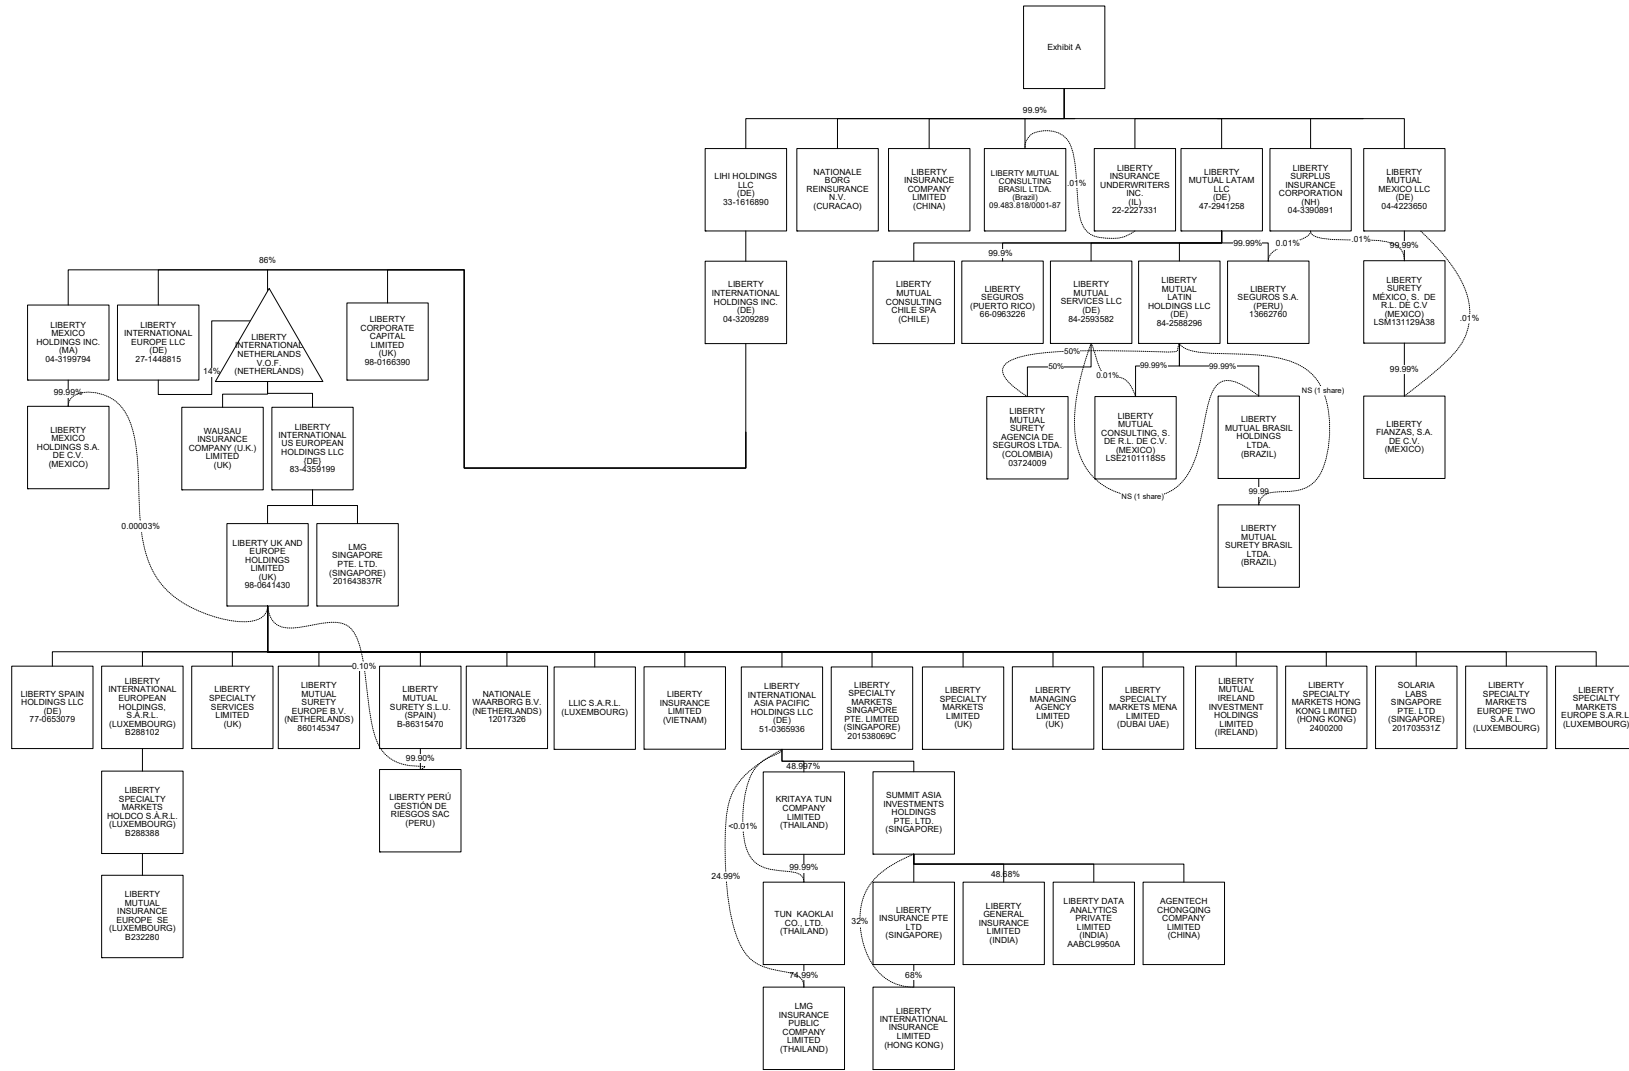 Exhibit A
99.9%
LIHI HOLDINGS
LLC
(DE)
33-1616890
NATIONALE
BORG
REINSURANCE
N.V.
(CURACAO)
LIBERTY
INSURANCE
COMPANY
LIMITED
(CHINA)
LIBERTY MUTUAL
CONSULTING
BRASIL LTDA.
(Brazil)
09.483.818/0001-87
.01%
LIBERTY
INSURANCE
UNDERWRITERS
INC.
(IL)
22-2227331
LIBERTY
MUTUAL LATAM
LLC
(DE)
47-2941258
LIBERTY
SURPLUS
INSURANCE
CORPORATION
(NH)
04-3390891
LIBERTY
MUTUAL
MEXICO LLC
(DE)
04-4223650
99.9%
99.99%
0.01%
.01%
99.99%
86%
LIBERTY
INTERNATIONAL
HOLDINGS INC.
(DE)
04-3209289
LIBERTY
MUTUAL
CONSULTING
CHILE SPA
(CHILE)
LIBERTY
SEGUROS
(PUERTO RICO)
66-0963226
LIBERTY
MUTUAL
SERVICES LLC
(DE)
84-2593582
LIBERTY
MUTUAL
LATIN
HOLDINGS LLC
(DE)
84-2588296
LIBERTY
SEGUROS S.A.
(PERU)
13662760
LIBERTY
SURETY
MÉXICO, S. DE
R.L. DE C.V
(MEXICO)
LSM131129A38
.01%
LIBERTY
MEXICO
HOLDINGS INC.
(MA)
04-3199794
LIBERTY
INTERNATIONAL
EUROPE LLC
(DE)
27-1448815
14%
LIBERTY
INTERNATIONAL
NETHERLANDS
V.O.F.
(NETHERLANDS)
LIBERTY
CORPORATE
CAPITAL
LIMITED
(UK)
98-0166390
50%
50%
0.01%
99.99%
99.99%
NS (1 share)
99.99%
99.99%
LIBERTY
MEXICO
HOLDINGS S.A.
DE C.V.
(MEXICO)
WAUSAU
INSURANCE
COMPANY (U.K.)
LIMITED
(UK)
LIBERTY
INTERNATIONAL
US EUROPEAN
HOLDINGS LLC
(DE)
83-4359199
LIBERTY
MUTUAL
SURETY
AGENCIA DE
SEGUROS LTDA.
(COLOMBIA)
03724009
LIBERTY
MUTUAL
CONSULTING, S.
DE R.L. DE C.V.
(MEXICO)
LSE2101118S5
LIBERTY
MUTUAL BRASIL
HOLDINGS
LTDA.
(BRAZIL)
LIBERTY
FIANZAS, S.A.
DE C.V.
(MEXICO)
NS (1 share)
99.99
0.00003%
LIBERTY UK AND
EUROPE
HOLDINGS
LIMITED
(UK)
98-0641430
LMG
SINGAPORE
PTE. LTD.
(SINGAPORE)
201643837R
LIBERTY
MUTUAL
SURETY BRASIL
LTDA.
(BRAZIL)
0.10%
LIBERTY SPAIN
HOLDINGS LLC
(DE)
77-0653079
LIBERTY
INTERNATIONAL
EUROPEAN
HOLDINGS,
S.À.R.L.
(LUXEMBOURG)
B288102
LIBERTY
SPECIALTY
SERVICES
LIMITED
(UK)
LIBERTY
MUTUAL
SURETY
EUROPE B.V.
(NETHERLANDS)
860145347
LIBERTY
MUTUAL
SURETY S.L.U.
(SPAIN)
B-86315470
NATIONALE
WAARBORG B.V.
(NETHERLANDS)
12017326
LLIC S.A.R.L.
(LUXEMBOURG)
LIBERTY
INSURANCE
LIMITED
(VIETNAM)
LIBERTY
INTERNATIONAL
ASIA PACIFIC
HOLDINGS LLC
(DE)
51-0365936
LIBERTY
SPECIALTY
MARKETS
SINGAPORE
PTE. LIMITED
(SINGAPORE)
201538069C
LIBERTY
SPECIALTY
MARKETS
LIMITED
(UK)
LIBERTY
MANAGING
AGENCY
LIMITED
(UK)
LIBERTY
SPECIALTY
MARKETS MENA
LIMITED
(DUBAI UAE)
LIBERTY
MUTUAL
IRELAND
INVESTMENT
HOLDINGS
LIMITED
(IRELAND)
LIBERTY
SPECIALTY
MARKETS HONG
KONG LIMITED
(HONG KONG)
2400200
SOLARIA
LABS
SINGAPORE
PTE. LTD
(SINGAPORE)
201703531Z
LIBERTY
SPECIALTY
MARKETS
EUROPE TWO
S.A.R.L.
(LUXEMBOURG)
LIBERTY
SPECIALTY
MARKETS
EUROPE S.A.R.L
(LUXEMBOURG)
99.90%
48.997%
LIBERTY
SPECIALTY
MARKETS
HOLDCO S.À.R.L.
(LUXEMBOURG)
B288388
LIBERTY PERÚ
GESTIÓN DE
RIESGOS SAC
(PERU)
KRITAYA TUN
COMPANY
LIMITED
(THAILAND)
SUMMIT ASIA
INVESTMENTS
HOLDINGS
PTE. LTD.
(SINGAPORE)
<0.01%
24.99%
99.99%
48.68%
32%
LIBERTY
MUTUAL
INSURANCE
EUROPE SE
(LUXEMBOURG)
B232280
TUN KAOKLAI
CO., LTD.
(THAILAND)
LIBERTY
INSURANCE PTE
LTD
(SINGAPORE)
LIBERTY
GENERAL
INSURANCE
LIMITED
(INDIA)
LIBERTY DATA
ANALYTICS
PRIVATE
LIMITED
(INDIA)
AABCL9950A
AGENTECH
CHONGQING
COMPANY
LIMITED
(CHINA)
74.99%
68%
LMG
INSURANCE
PUBLIC
COMPANY
LIMITED
(THAILAND)
LIBERTY
INTERNATIONAL
INSURANCE
LIMITED
(HONG KONG)